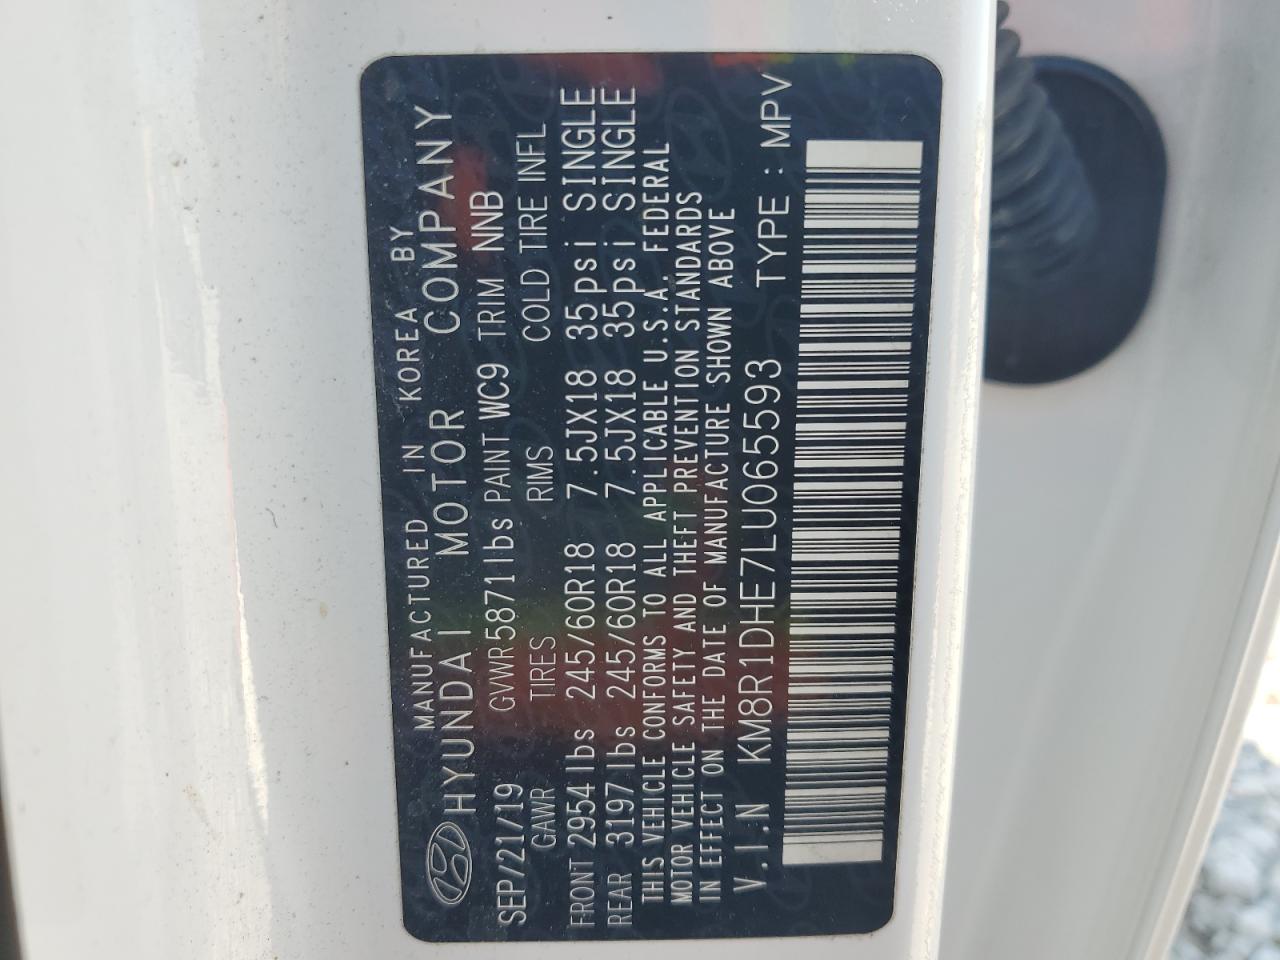 MANUFACTURED IN KOREA BY
HYUNDAI MOTOR COMPANY
SEP/21/19 GVWR 5871lbs PAINT WC9 TRIM NNB
GAWR TIRES RIMS COLD TIRE INFL
FRONT 2954lbs 245/60R18 7.5JX18 35psi SINGLE
REAR 3197lbs 245/60R18 7.5JX18 35psi SINGLE
THIS VEHICLE CONFORMS TO ALL APPLICABLE U.S.A. FEDERAL
MOTOR VEHICLE SAFETY AND THEFT PREVENTION STANDARDS
IN EFFECT ON THE DATE OF MANUFACTURE SHOWN ABOVE
V.I.N KM8R1DHE7LU065593 TYPE : MPV